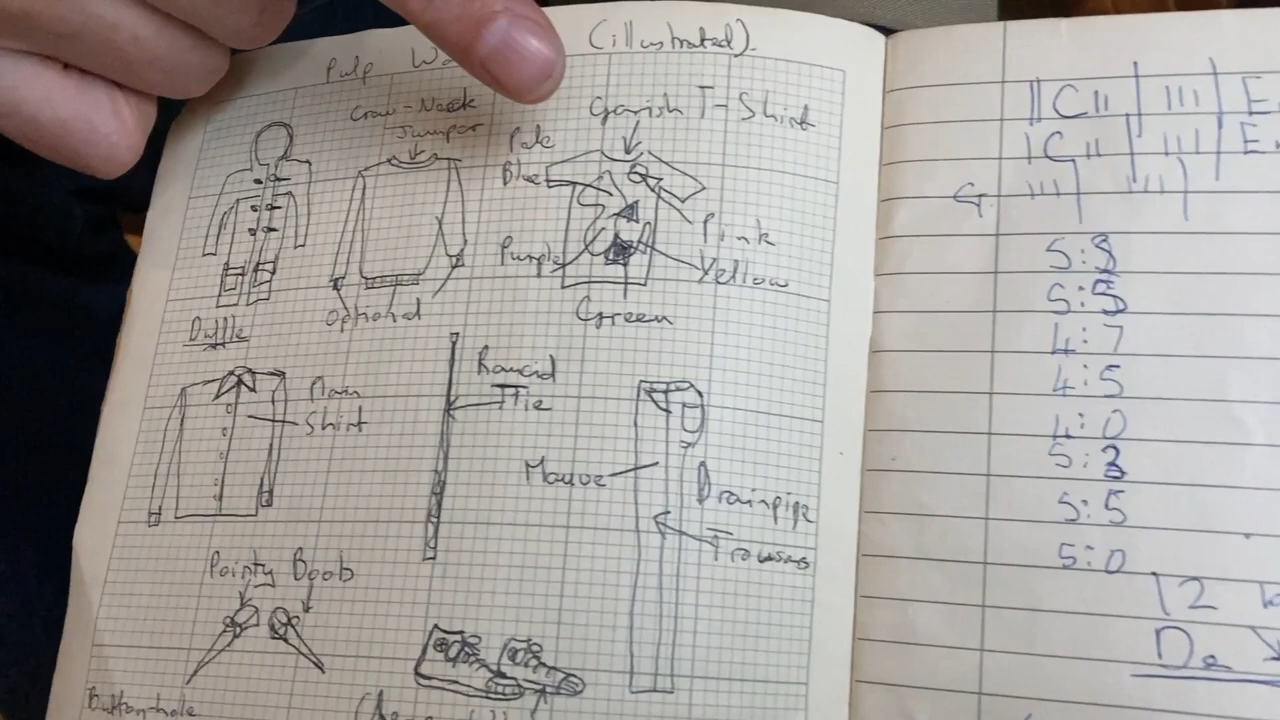 Pulp (illustrated).
Crew-Neck
Jumper
Garish T-Shirt
Pale
Blue
Pink
Purple
Yellow
Green
Duffle
Optional
Plain
Shirt
Rancid
Tie
Mauve
Drainpipe
Trousers
Pointy Boob
Button-hole
||C|| | ||| | E
|C|| | ||| | E
G. ||| | |||
5:8
5:5
4:7
4:5
4:0
5:3
5:5
5:0
12